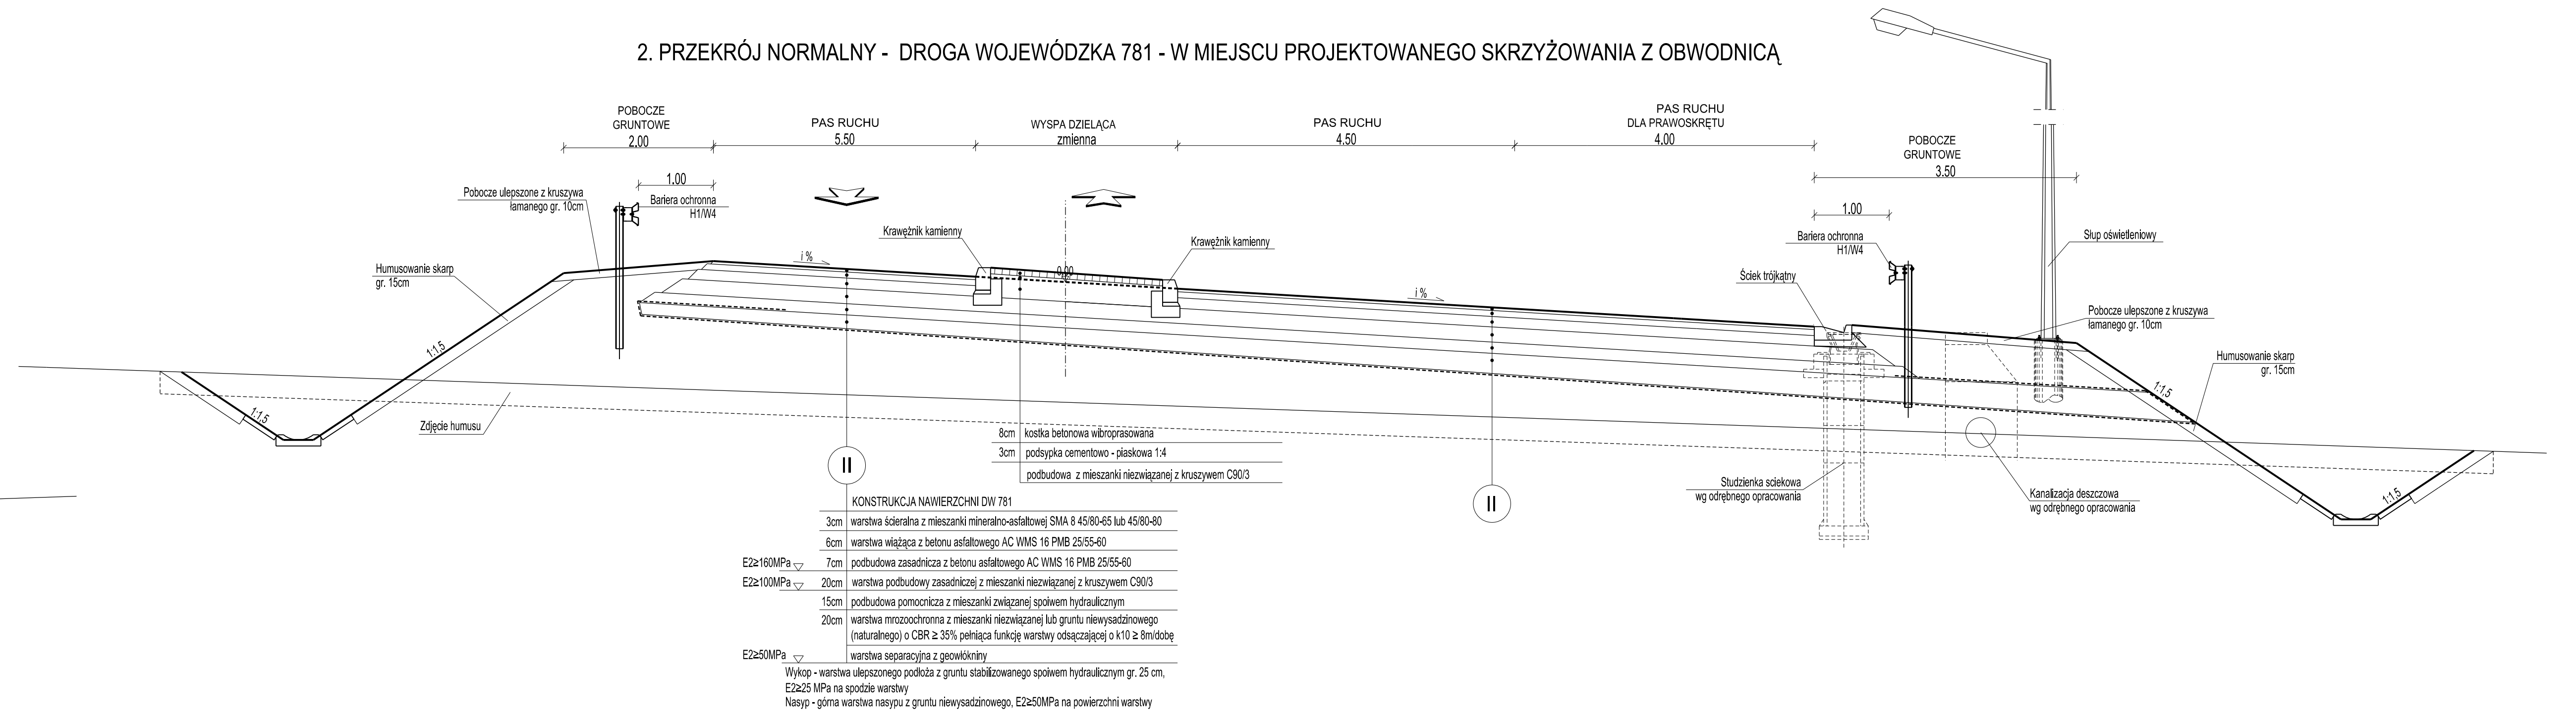 2. PRZEKRÓJ NORMALNY - DROGA WOJEWÓDZKA 781 - W MIEJSCU PROJEKTOWANEGO SKRZYŻOWANIA Z OBWODNICĄ
POBOCZE
GRUNTOWE
2.00
PAS RUCHU
5.50
WYSPA DZIELĄCA
zmienna
PAS RUCHU
4.50
PAS RUCHU
DLA PRAWOSKRĘTU
4.00
POBOCZE
GRUNTOWE
3.50
1.00
Pobocze ulepszone z kruszywa
łamanego gr. 10cm
Bariera ochronna
H1/W4
Humusowanie skarp
gr. 15cm
1:1,5
1:1,5
Zdjęcie humusu
i %
Krawężnik kamienny
0,00
Krawężnik kamienny
i %
1.00
Bariera ochronna
H1/W4
Ściek trójkątny
Słup oświetleniowy
Pobocze ulepszone z kruszywa
łamanego gr. 10cm
Humusowanie skarp
gr. 15cm
1:1,5
1:1,5
Studzienka sciekowa
wg odrębnego opracowania
Kanalizacja deszczowa
wg odrębnego opracowania
8cm kostka betonowa wibroprasowana
3cm podsypka cementowo - piaskowa 1:4
podbudowa z mieszanki niezwiązanej z kruszywem C90/3
II
II
KONSTRUKCJA NAWIERZCHNI DW 781
3cm warstwa ścieralna z mieszanki mineralno-asfaltowej SMA 8 45/80-65 lub 45/80-80
6cm warstwa wiążąca z betonu asfaltowego AC WMS 16 PMB 25/55-60
E2≥160MPa 7cm podbudowa zasadnicza z betonu asfaltowego AC WMS 16 PMB 25/55-60
E2≥100MPa 20cm warstwa podbudowy zasadniczej z mieszanki niezwiązanej z kruszywem C90/3
15cm podbudowa pomocnicza z mieszanki związanej spoiwem hydraulicznym
20cm warstwa mrozoochronna z mieszanki niezwiązanej lub gruntu niewysadzinowego
(naturalnego) o CBR ≥ 35% pełniąca funkcję warstwy odsączającej o k10 ≥ 8m/dobę
E2≥50MPa warstwa separacyjna z geowłókniny
Wykop - warstwa ulepszonego podłoża z gruntu stabilizowanego spoiwem hydraulicznym gr. 25 cm,
E2≥25 MPa na spodzie warstwy
Nasyp - górna warstwa nasypu z gruntu niewysadzinowego, E2≥50MPa na powierzchni warstwy